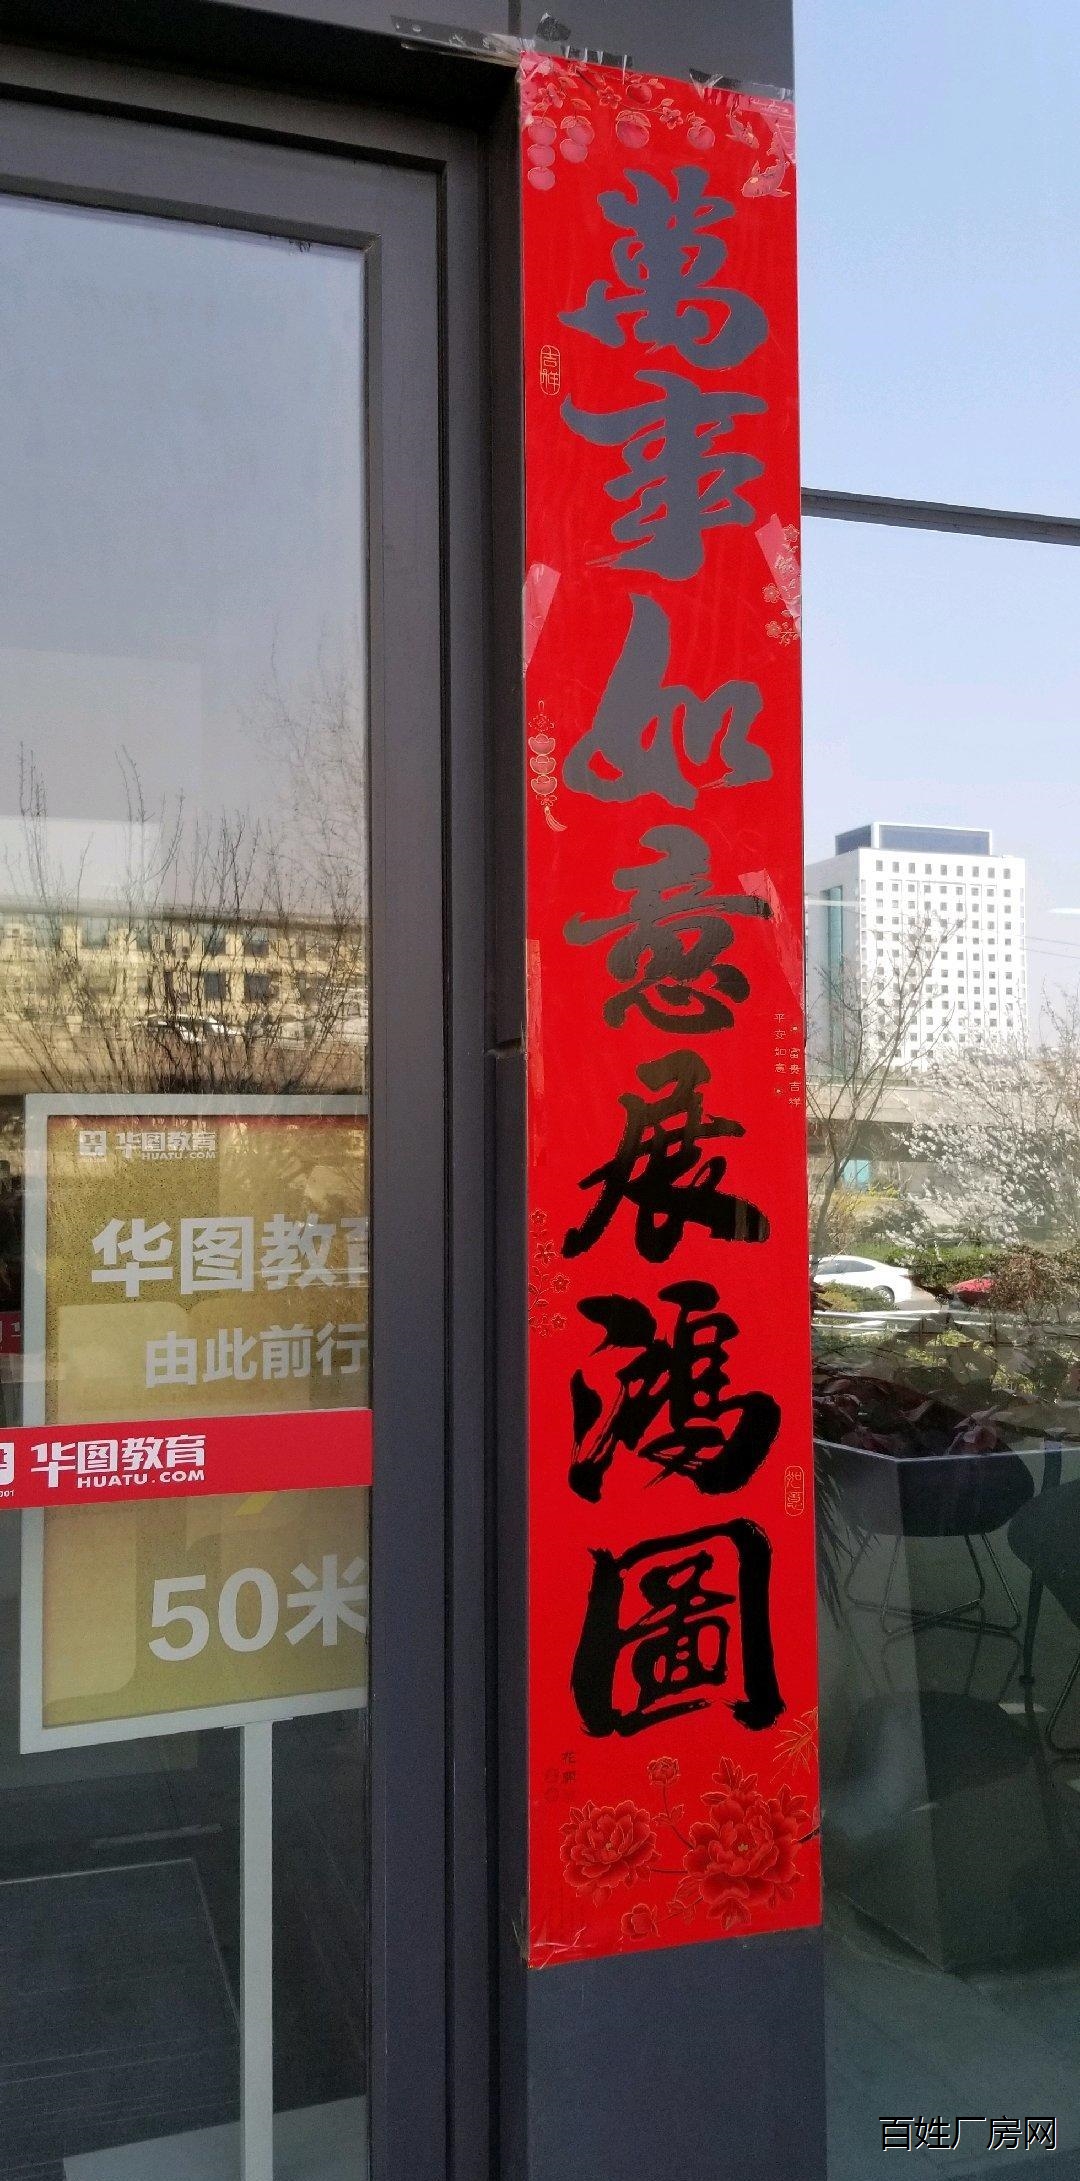 萬事如意展鴻圖
吉祥
平安如意
富贵吉祥
如意
华图教育
HUATU.COM
华图教育
由此前行
华图教育
HUATU.COM
50米
百姓厂房网